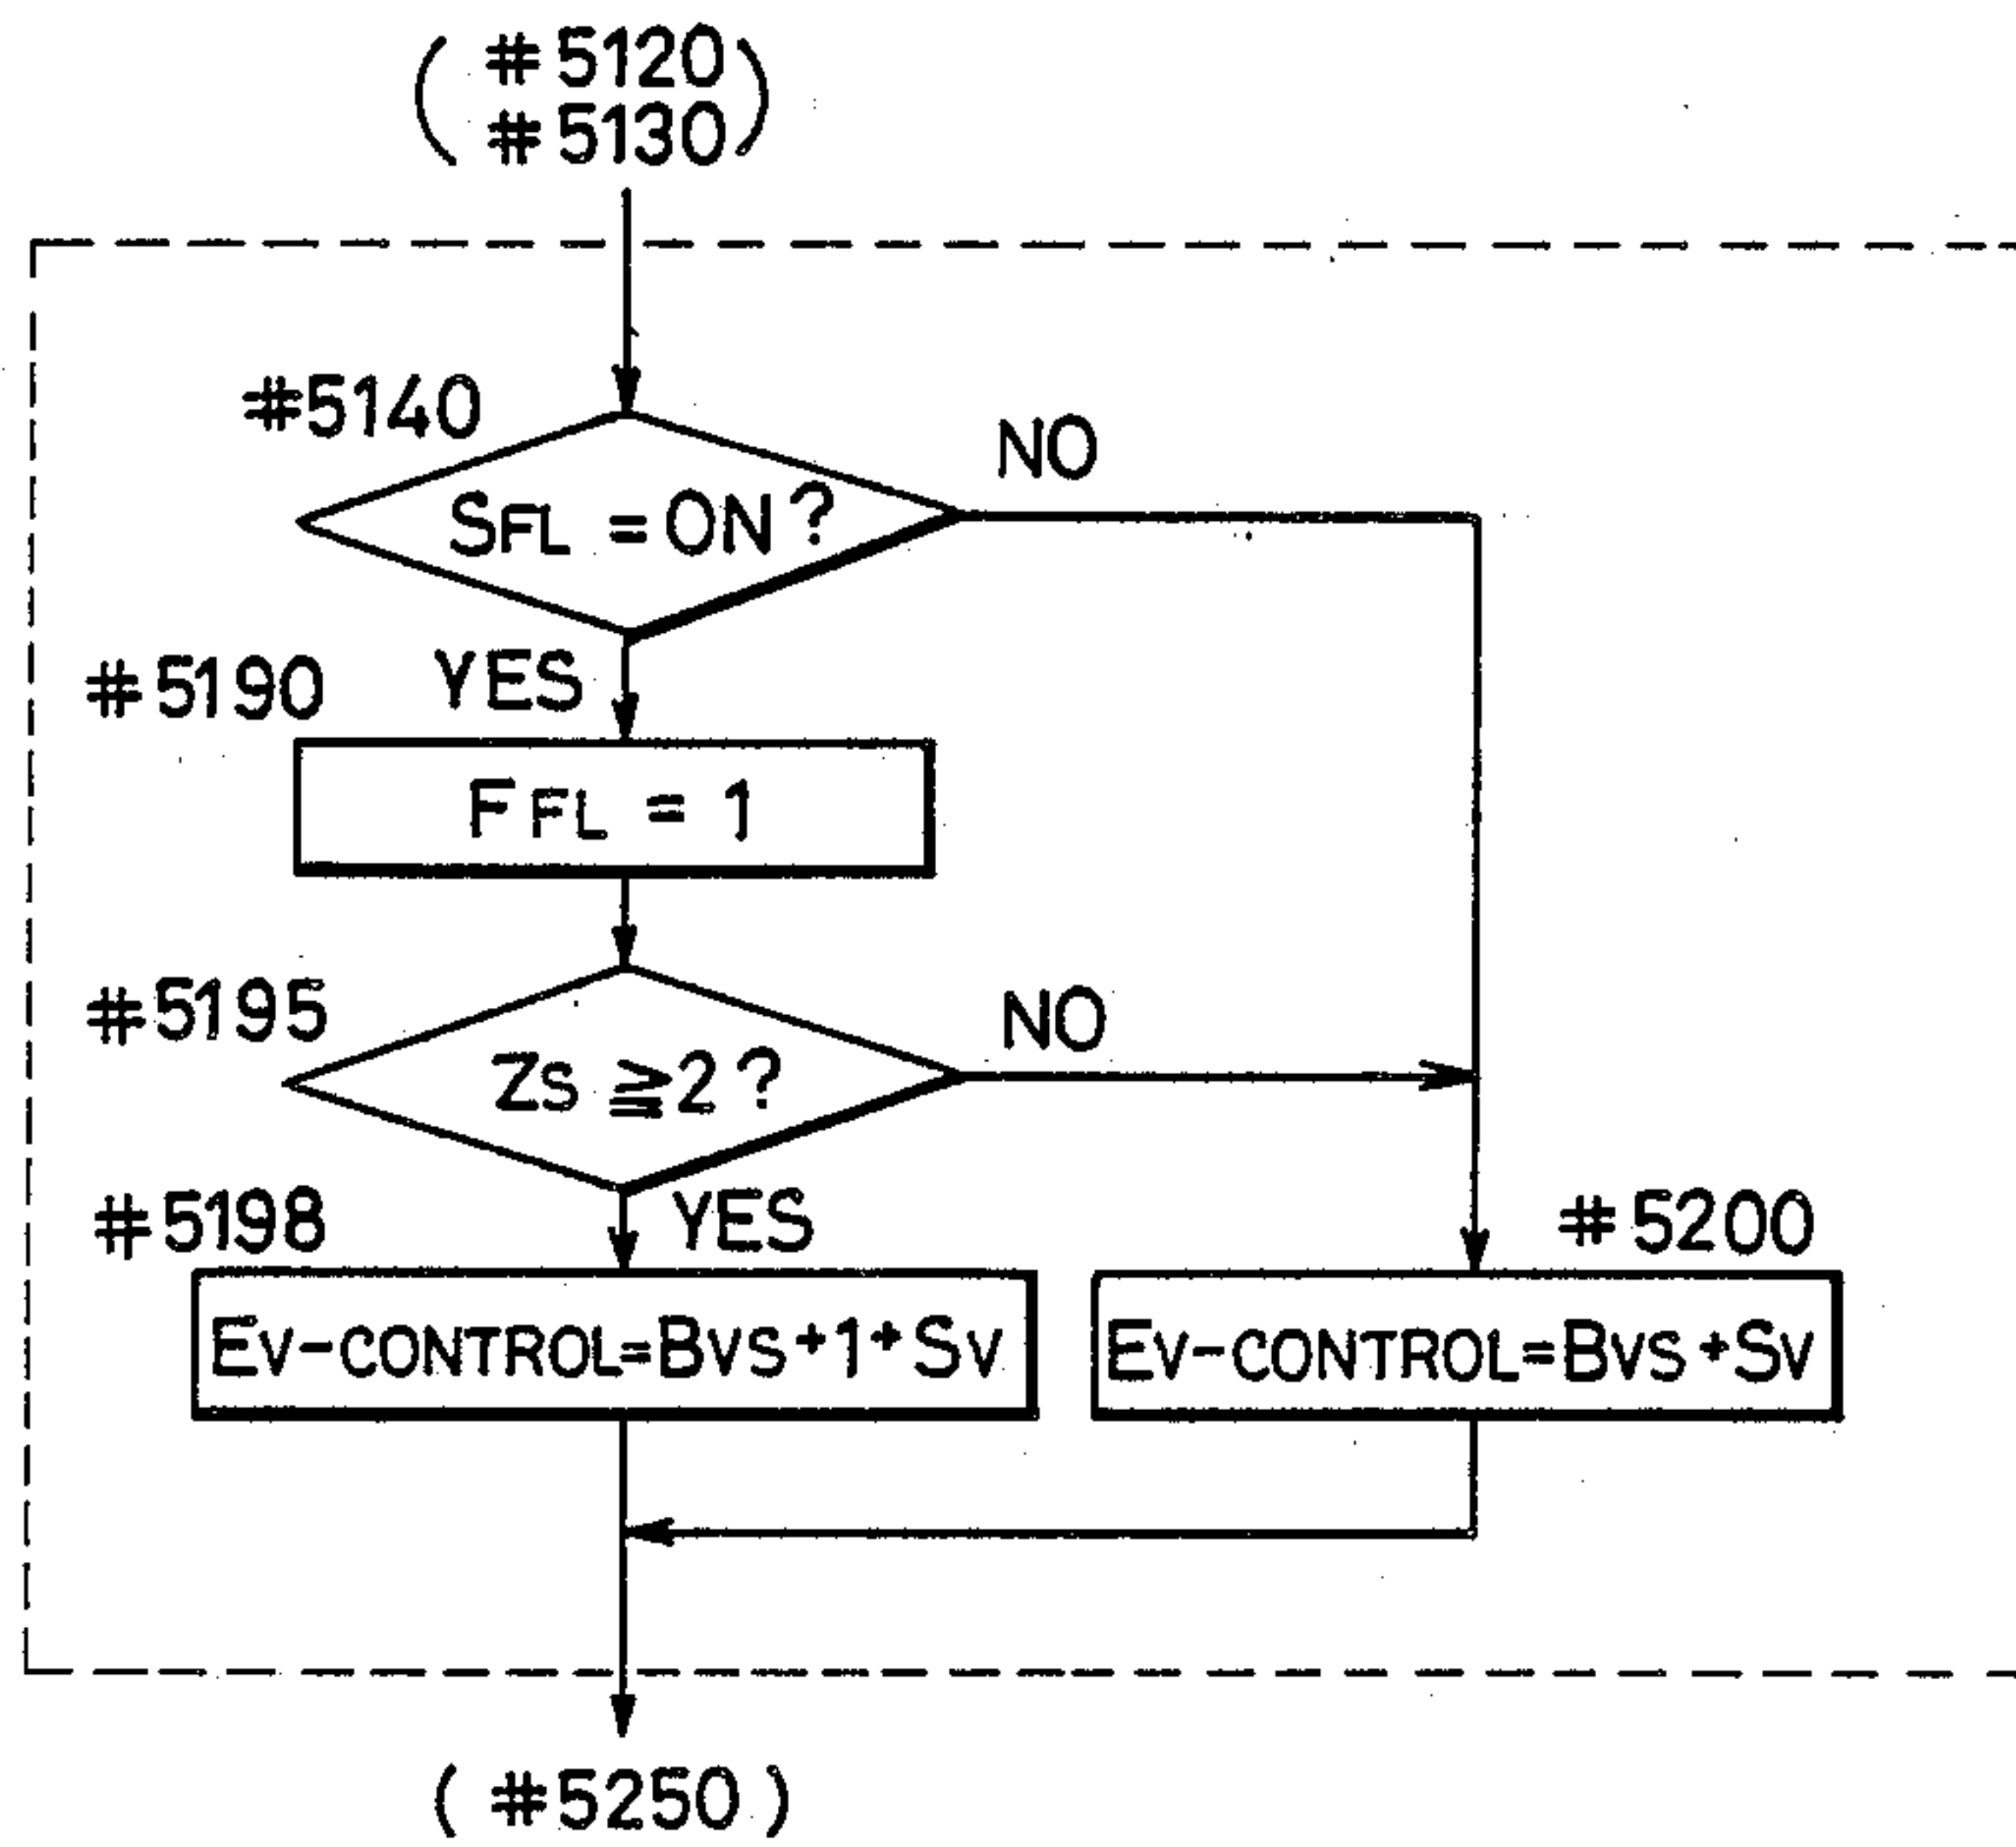 ( #5120
#5130 )
#5140
NO
SFL = ON ?
#5190
YES
FFL = 1
#5195
NO
Zs ≧ 2 ?
#5198
YES
#5200
Ev-CONTROL=Bvs+1+Sv
Ev-CONTROL=Bvs+Sv
( #5250 )